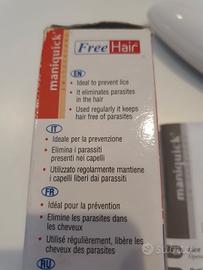 maniquick®
Free Hair
EN
• Ideal to prevent lice
• It eliminates parasites
in the hair
• Used regularly it keeps
hair free of parasites
IT
• Ideale per la prevenzione
• Elimina i parassiti
presenti nei capelli
• Utilizzato regolarmente mantiene
i capelli liberi dai parassiti
FR
• Idéal pour la prévention
• Elimine les parasites dans
les cheveux
• Utilisé régulièrement, libère les
cheveux des parasites
RU
maniquick